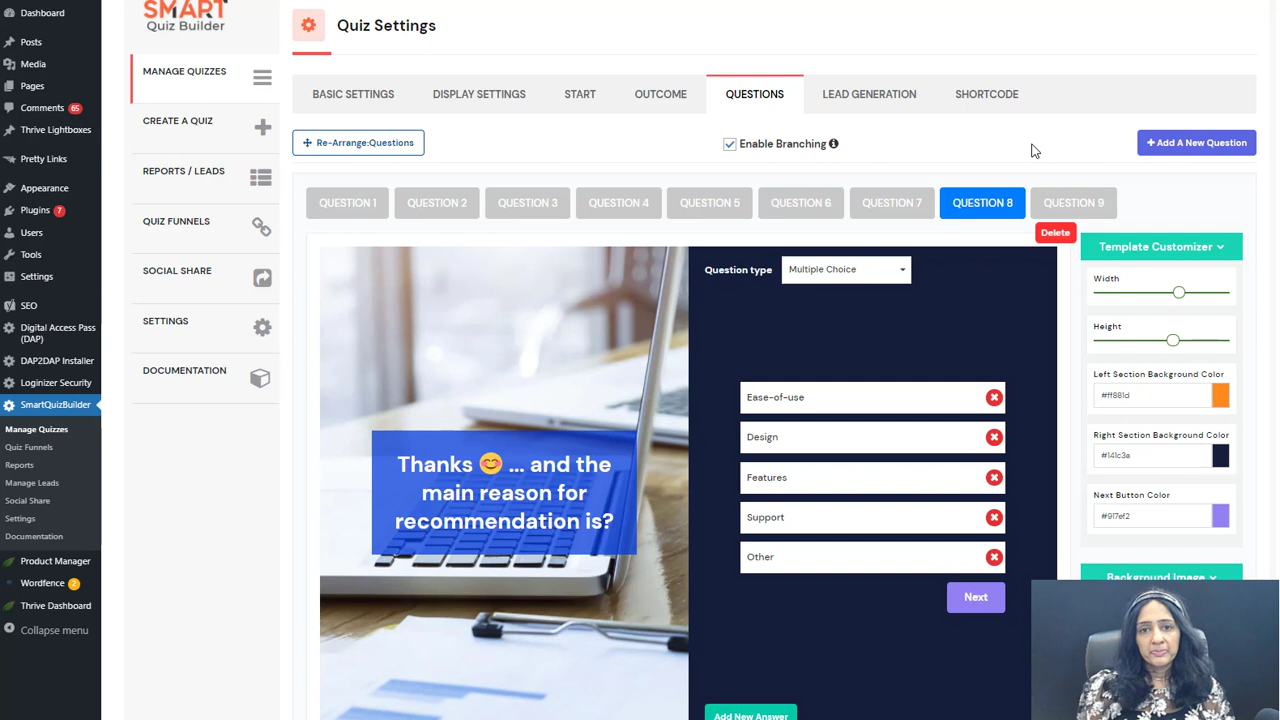 Dashboard
Posts
Media
Pages
Comments 65
Thrive Lightboxes
Pretty Links
Appearance
Plugins 7
Users
Tools
Settings
SEO
Digital Access Pass
(DAP)
DAP2DAP Installer
Loginizer Security
SmartQuizBuilder
Manage Quizzes
Quiz Funnels
Reports
Manage Leads
Social Share
Settings
Documentation
Product Manager
Wordfence 2
Thrive Dashboard
Collapse menu
SMART
Quiz Builder
MANAGE QUIZZES
CREATE A QUIZ
REPORTS / LEADS
QUIZ FUNNELS
SOCIAL SHARE
SETTINGS
DOCUMENTATION
Quiz Settings
BASIC SETTINGS DISPLAY SETTINGS START OUTCOME QUESTIONS LEAD GENERATION SHORTCODE
Re-Arrange:Questions Enable Branching + Add A New Question
QUESTION 1 QUESTION 2 QUESTION 3 QUESTION 4 QUESTION 5 QUESTION 6 QUESTION 7 QUESTION 8 QUESTION 9
Delete
Thanks 😊 ... and the
main reason for
recommendation is?
Question type Multiple Choice
Ease-of-use
Design
Features
Support
Other
Next
Add New Answer
Template Customizer
Width
Height
Left Section Background Color
#ff881d
Right Section Background Color
#141c3a
Next Button Color
#917ef2
Background Image